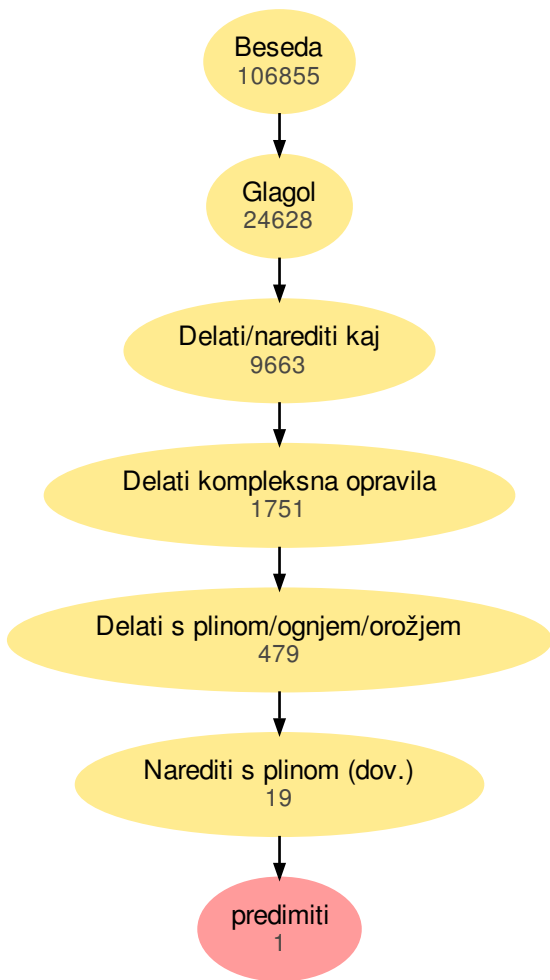 Beseda
106855
Glagol
24628
Delati/narediti kaj
9663
Delati kompleksna opravila
1751
Delati s plinom/ognjem/orožjem
479
Narediti s plinom (dov.)
19
predimiti
1